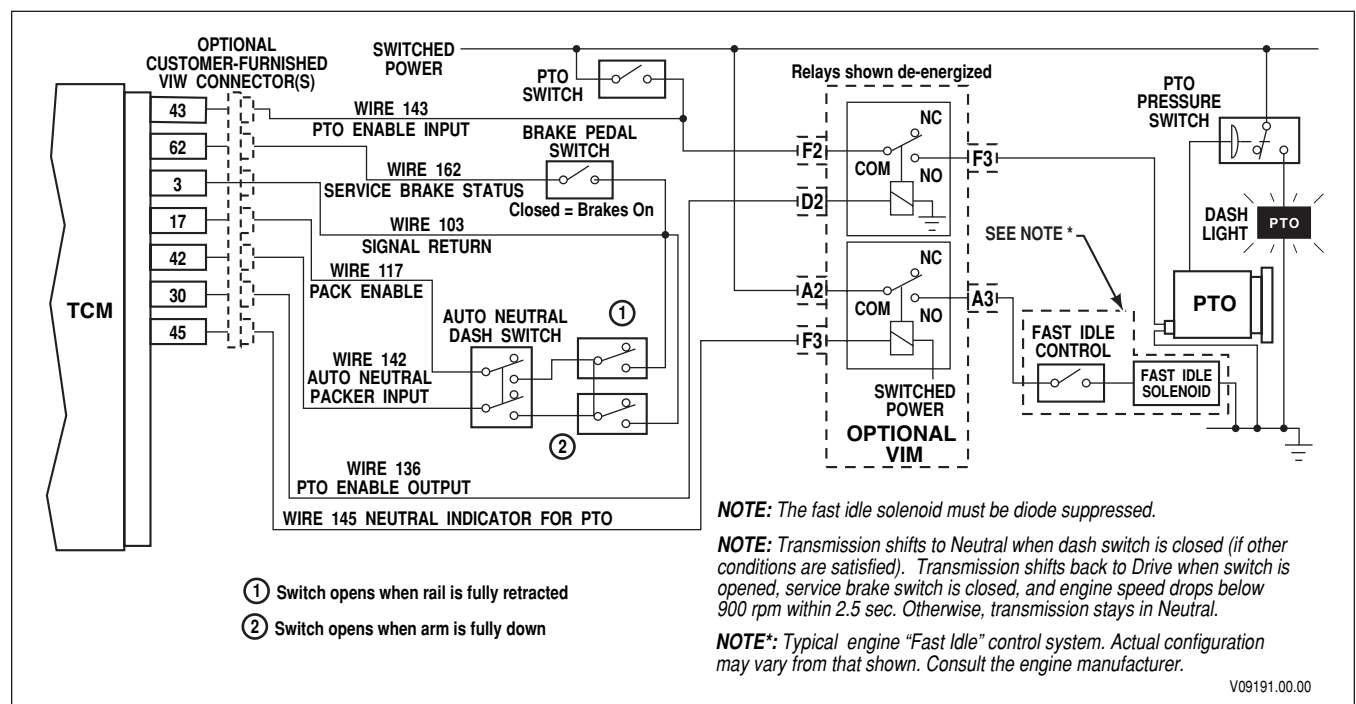 OPTIONAL
CUSTOMER-FURNISHED
VIW CONNECTOR(S)
SWITCHED
POWER
PTO
SWITCH
Relays shown de-energized
PTO
PRESSURE
SWITCH
TCM
43
62
3
17
42
30
45
WIRE 143
PTO ENABLE INPUT
BRAKE PEDAL
SWITCH
WIRE 162
SERVICE BRAKE STATUS
Closed = Brakes On
WIRE 103
SIGNAL RETURN
WIRE 117
PACK ENABLE
AUTO NEUTRAL
DASH SWITCH
1
WIRE 142
AUTO NEUTRAL
PACKER INPUT
2
WIRE 136
PTO ENABLE OUTPUT
WIRE 145 NEUTRAL INDICATOR FOR PTO
NC
F2
COM
NO
F3
D2
NC
A2
COM
NO
A3
F3
SWITCHED
POWER
OPTIONAL
VIM
SEE NOTE *
DASH
LIGHT
PTO
PTO
FAST IDLE
CONTROL
FAST IDLE
SOLENOID
1 Switch opens when rail is fully retracted
2 Switch opens when arm is fully down
NOTE: The fast idle solenoid must be diode suppressed.
NOTE: Transmission shifts to Neutral when dash switch is closed (if other
conditions are satisfied). Transmission shifts back to Drive when switch is
opened, service brake switch is closed, and engine speed drops below
900 rpm within 2.5 sec. Otherwise, transmission stays in Neutral.
NOTE*: Typical engine “Fast Idle” control system. Actual configuration
may vary from that shown. Consult the engine manufacturer.
V09191.00.00